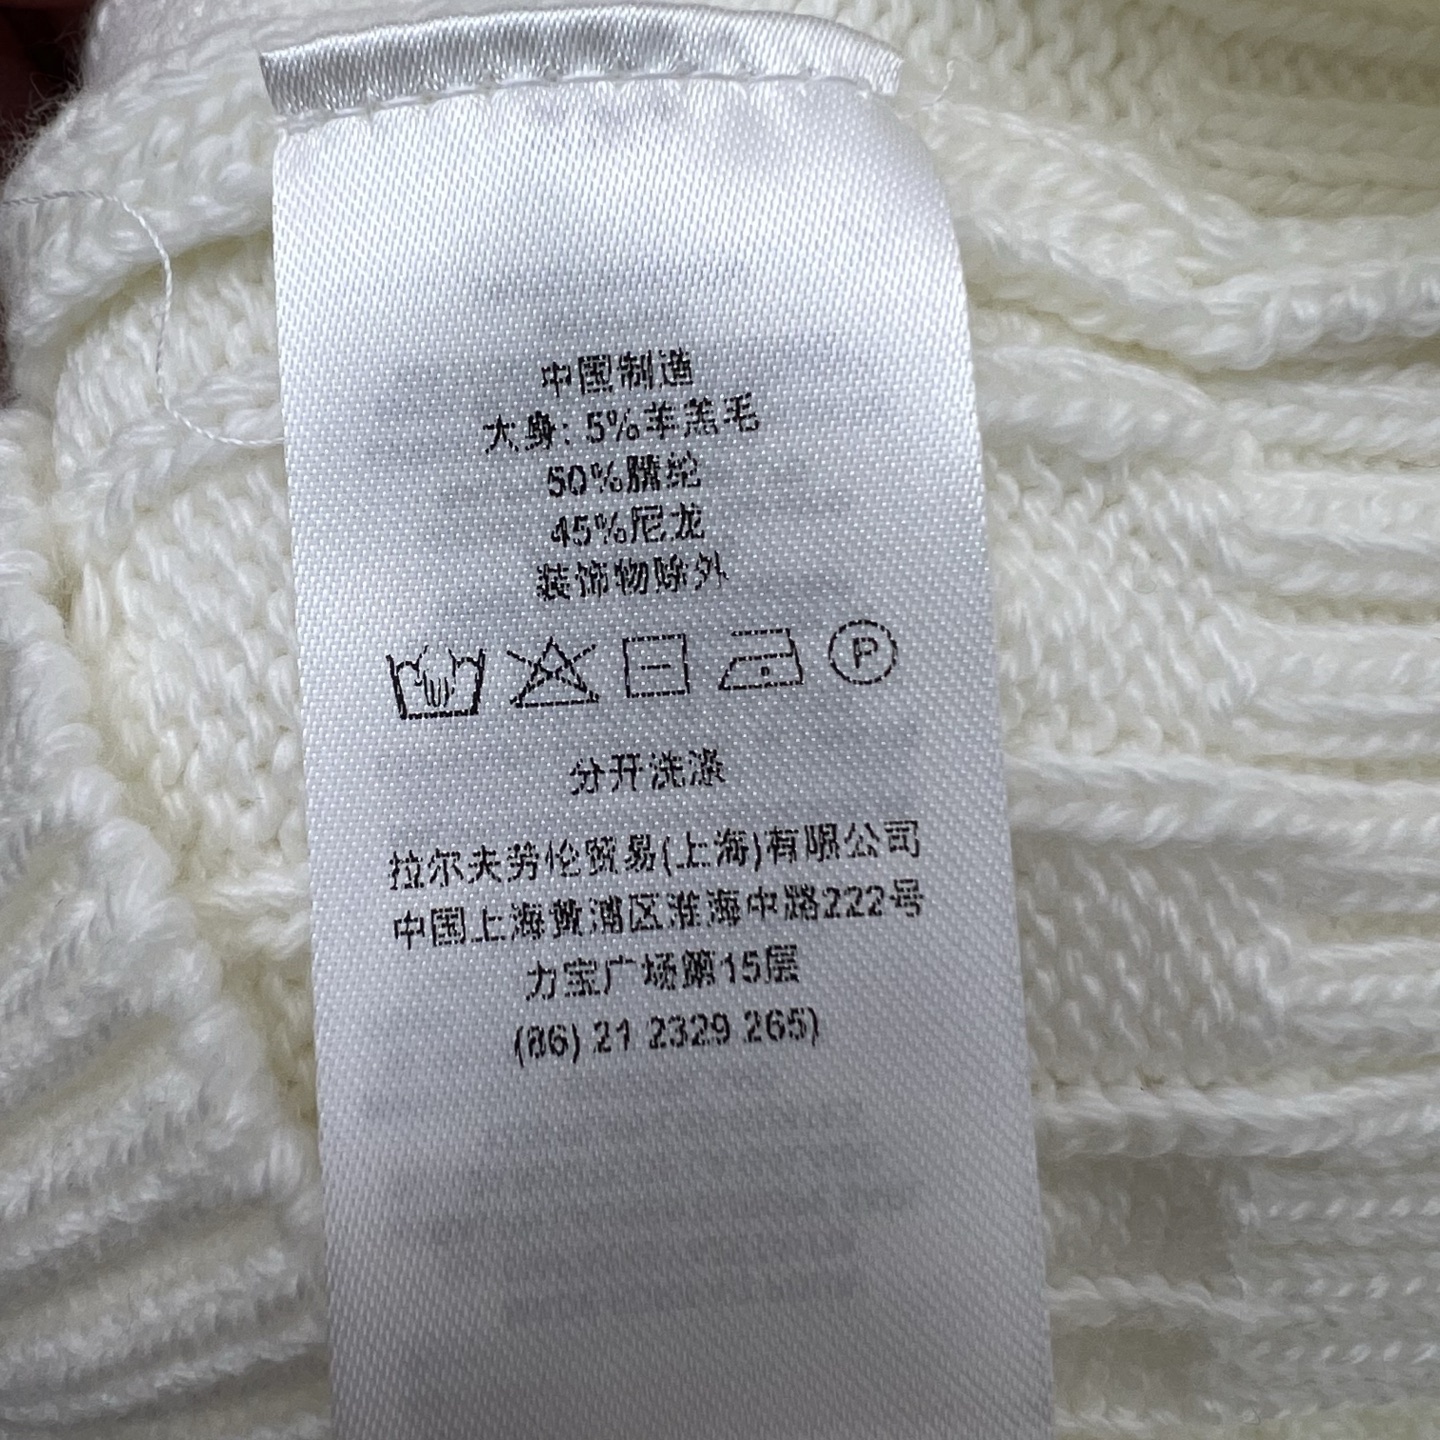 中国制造
大身: 5%羊羔毛
50%腈纶
45%尼龙
装饰物除外
P
分开洗涤
拉尔夫劳伦贸易(上海)有限公司
中国上海黄浦区淮海中路222号
力宝广场第15层
(86) 21 2329 265)